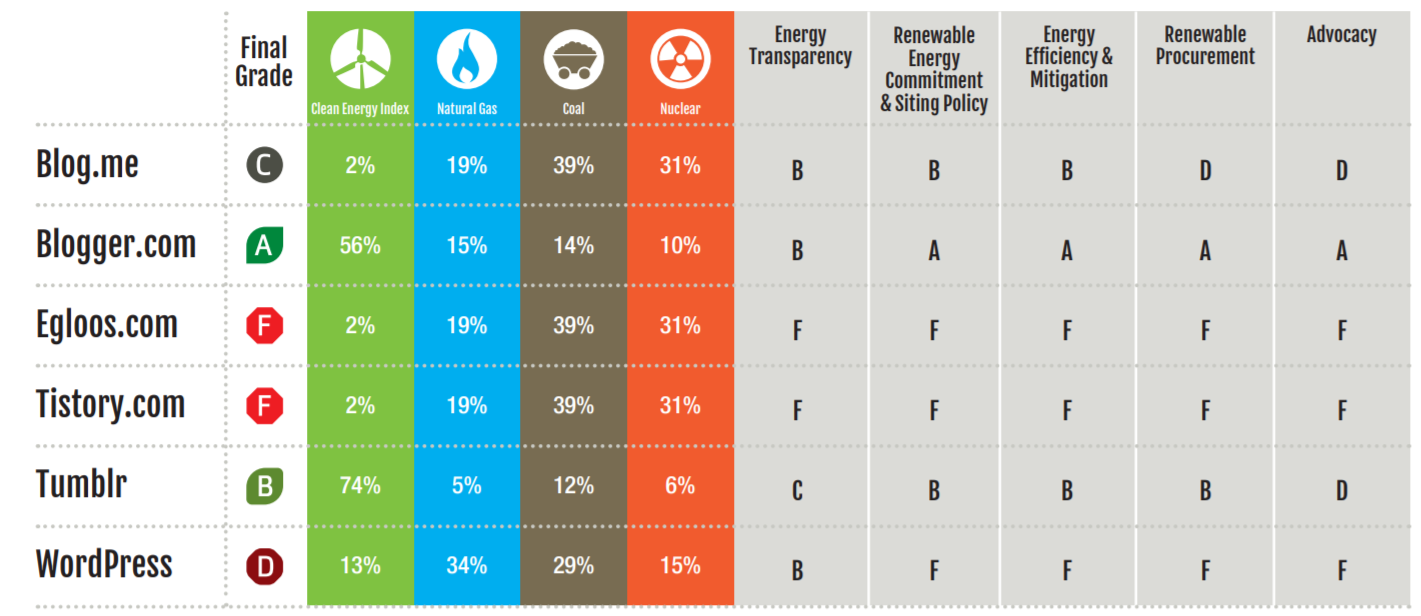 Final Grade Clean Energy Index Natural Gas Coal Nuclear Energy Transparency Renewable Energy Commitment & Siting Policy Energy Efficiency & Mitigation Renewable Procurement Advocacy
Blog.me C 2% 19% 39% 31% B B B D D
Blogger.com A 56% 15% 14% 10% B A A A A
Egloos.com F 2% 19% 39% 31% F F F F F
Tistory.com F 2% 19% 39% 31% F F F F F
Tumblr B 74% 5% 12% 6% C B B B D
WordPress D 13% 34% 29% 15% B F F F F